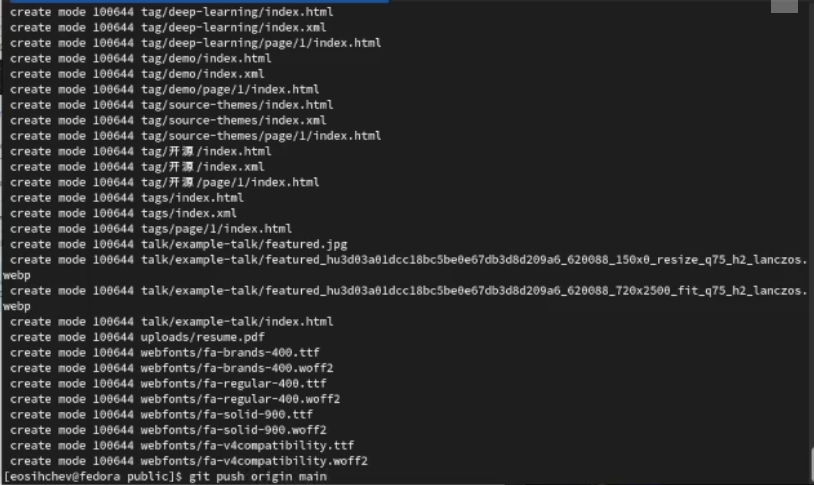 create mode 100644 tag/deep-learning/index.html
create mode 100644 tag/deep-learning/index.xml
create mode 100644 tag/deep-learning/page/1/index.html
create mode 100644 tag/demo/index.html
create mode 100644 tag/demo/index.xml
create mode 100644 tag/demo/page/1/index.html
create mode 100644 tag/source-themes/index.html
create mode 100644 tag/source-themes/index.xml
create mode 100644 tag/source-themes/page/1/index.html
create mode 100644 tag/开源/index.html
create mode 100644 tag/开源/index.xml
create mode 100644 tag/开源/page/1/index.html
create mode 100644 tags/index.html
create mode 100644 tags/index.xml
create mode 100644 tags/page/1/index.html
create mode 100644 talk/example-talk/featured.jpg
create mode 100644 talk/example-talk/featured_hu3d03a01dcc18bc5be0e67db3d8d209a6_620088_150x0_resize_q75_h2_lanczos.
webp
create mode 100644 talk/example-talk/featured_hu3d03a01dcc18bc5be0e67db3d8d209a6_620088_720x2500_fit_q75_h2_lanczos.
webp
create mode 100644 talk/example-talk/index.html
create mode 100644 uploads/resume.pdf
create mode 100644 webfonts/fa-brands-400.ttf
create mode 100644 webfonts/fa-brands-400.woff2
create mode 100644 webfonts/fa-regular-400.ttf
create mode 100644 webfonts/fa-regular-400.woff2
create mode 100644 webfonts/fa-solid-900.ttf
create mode 100644 webfonts/fa-solid-900.woff2
create mode 100644 webfonts/fa-v4compatibility.ttf
create mode 100644 webfonts/fa-v4compatibility.woff2
[eosihchev@fedora public]$ git push origin main